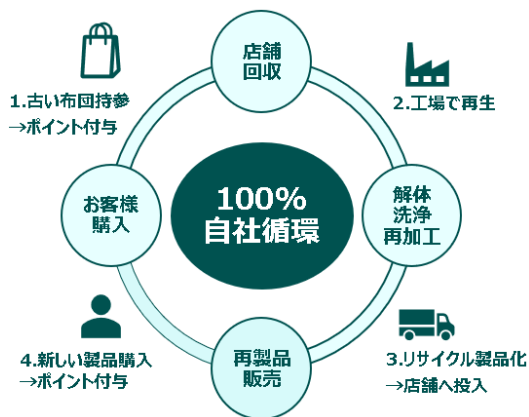 店舗
回収
1.古い布団持参
→ポイント付与
2.工場で再生
お客様
購入
100%
自社循環
解体
洗浄
再加工
4.新しい製品購入
→ポイント付与
再製品
販売
3.リサイクル製品化
→店舗へ投入